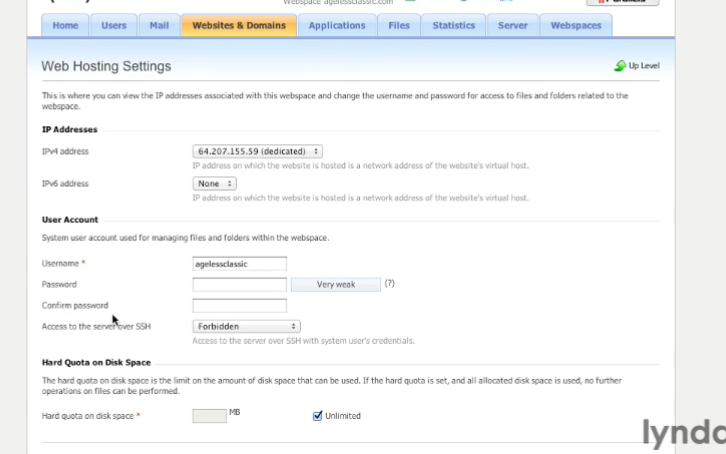 Webspace agelessclassic.com
Home Users Mail Websites & Domains Applications Files Statistics Server Webspaces
Web Hosting Settings
Up Level
This is where you can view the IP addresses associated with this webspace and change the username and password for access to files and folders related to the
webspace.
IP Addresses
IPv4 address 64.207.155.59 (dedicated)
IP address on which the website is hosted is a network address of the website's virtual host.
IPv6 address None
IP address on which the website is hosted is a network address of the website's virtual host.
User Account
System user account used for managing files and folders within the webspace.
Username * agelessclassic
Password Very weak (?)
Confirm password
Access to the server over SSH Forbidden
Access to the server over SSH with system user's credentials.
Hard Quota on Disk Space
The hard quota on disk space is the limit on the amount of disk space that can be used. If the hard quota is set, and all allocated disk space is used, no further
operations on files can be performed.
Hard quota on disk space * MB Unlimited